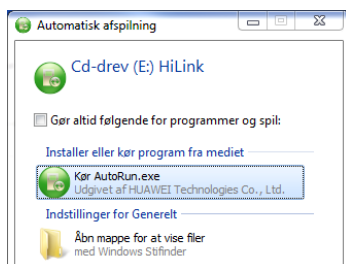 Automatisk afspilning
Cd-drev (E:) HiLink
Gør altid følgende for programmer og spil:
Installer eller kør program fra mediet
Kør AutoRun.exe
Udgivet af HUAWEI Technologies Co., Ltd.
Indstillinger for Generelt
Åbn mappe for at vise filer
med Windows Stifinder